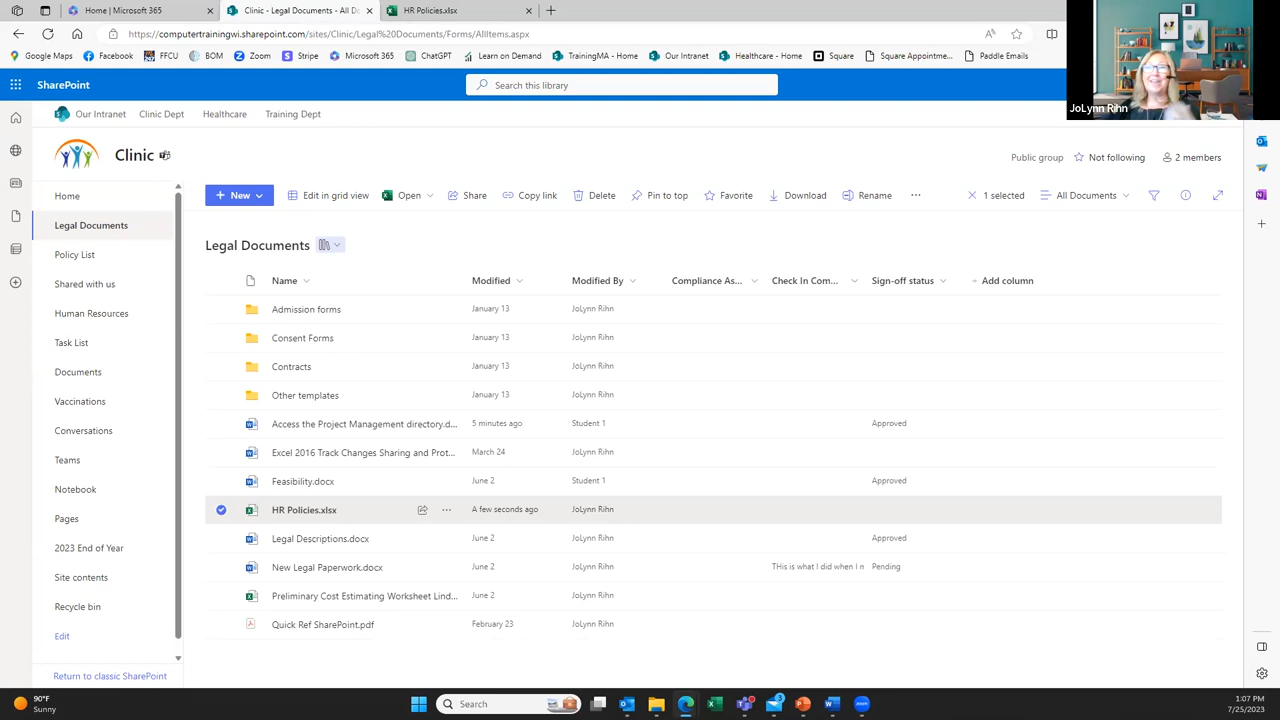 Home | Microsoft 365
Clinic - Legal Documents - All Do
HR Policies.xlsx
https://computertrainingwi.sharepoint.com/sites/Clinic/Legal%20Documents/Forms/AllItems.aspx
Google Maps Facebook FFCU BOM Zoom Stripe Microsoft 365 ChatGPT Learn on Demand TrainingMA - Home Our Intranet Healthcare - Home Square Square Appointme... Paddle Emails
SharePoint
Search this library
JoLynn Rihn
Our Intranet Clinic Dept Healthcare Training Dept
Clinic
Public group Not following 2 members
New Edit in grid view Open Share Copy link Delete Pin to top Favorite Download Rename ... 1 selected All Documents
Home
Legal Documents
Policy List
Shared with us
Human Resources
Task List
Documents
Vaccinations
Conversations
Teams
Notebook
Pages
2023 End of Year
Site contents
Recycle bin
Edit
Return to classic SharePoint
Legal Documents
Name Modified Modified By Compliance As... Check In Com... Sign-off status + Add column
Admission forms January 13 JoLynn Rihn
Consent Forms January 13 JoLynn Rihn
Contracts January 13 JoLynn Rihn
Other templates January 13 JoLynn Rihn
Access the Project Management directory.d... 5 minutes ago Student 1 Approved
Excel 2016 Track Changes Sharing and Prot... March 24 JoLynn Rihn
Feasibility.docx June 2 Student 1 Approved
HR Policies.xlsx ... A few seconds ago JoLynn Rihn
Legal Descriptions.docx June 2 JoLynn Rihn Approved
New Legal Paperwork.docx June 2 JoLynn Rihn THis is what I did when I n Pending
Preliminary Cost Estimating Worksheet Lind... June 2 JoLynn Rihn
Quick Ref SharePoint.pdf February 23 JoLynn Rihn
90°F
Sunny
Search
3
1:07 PM
7/25/2023